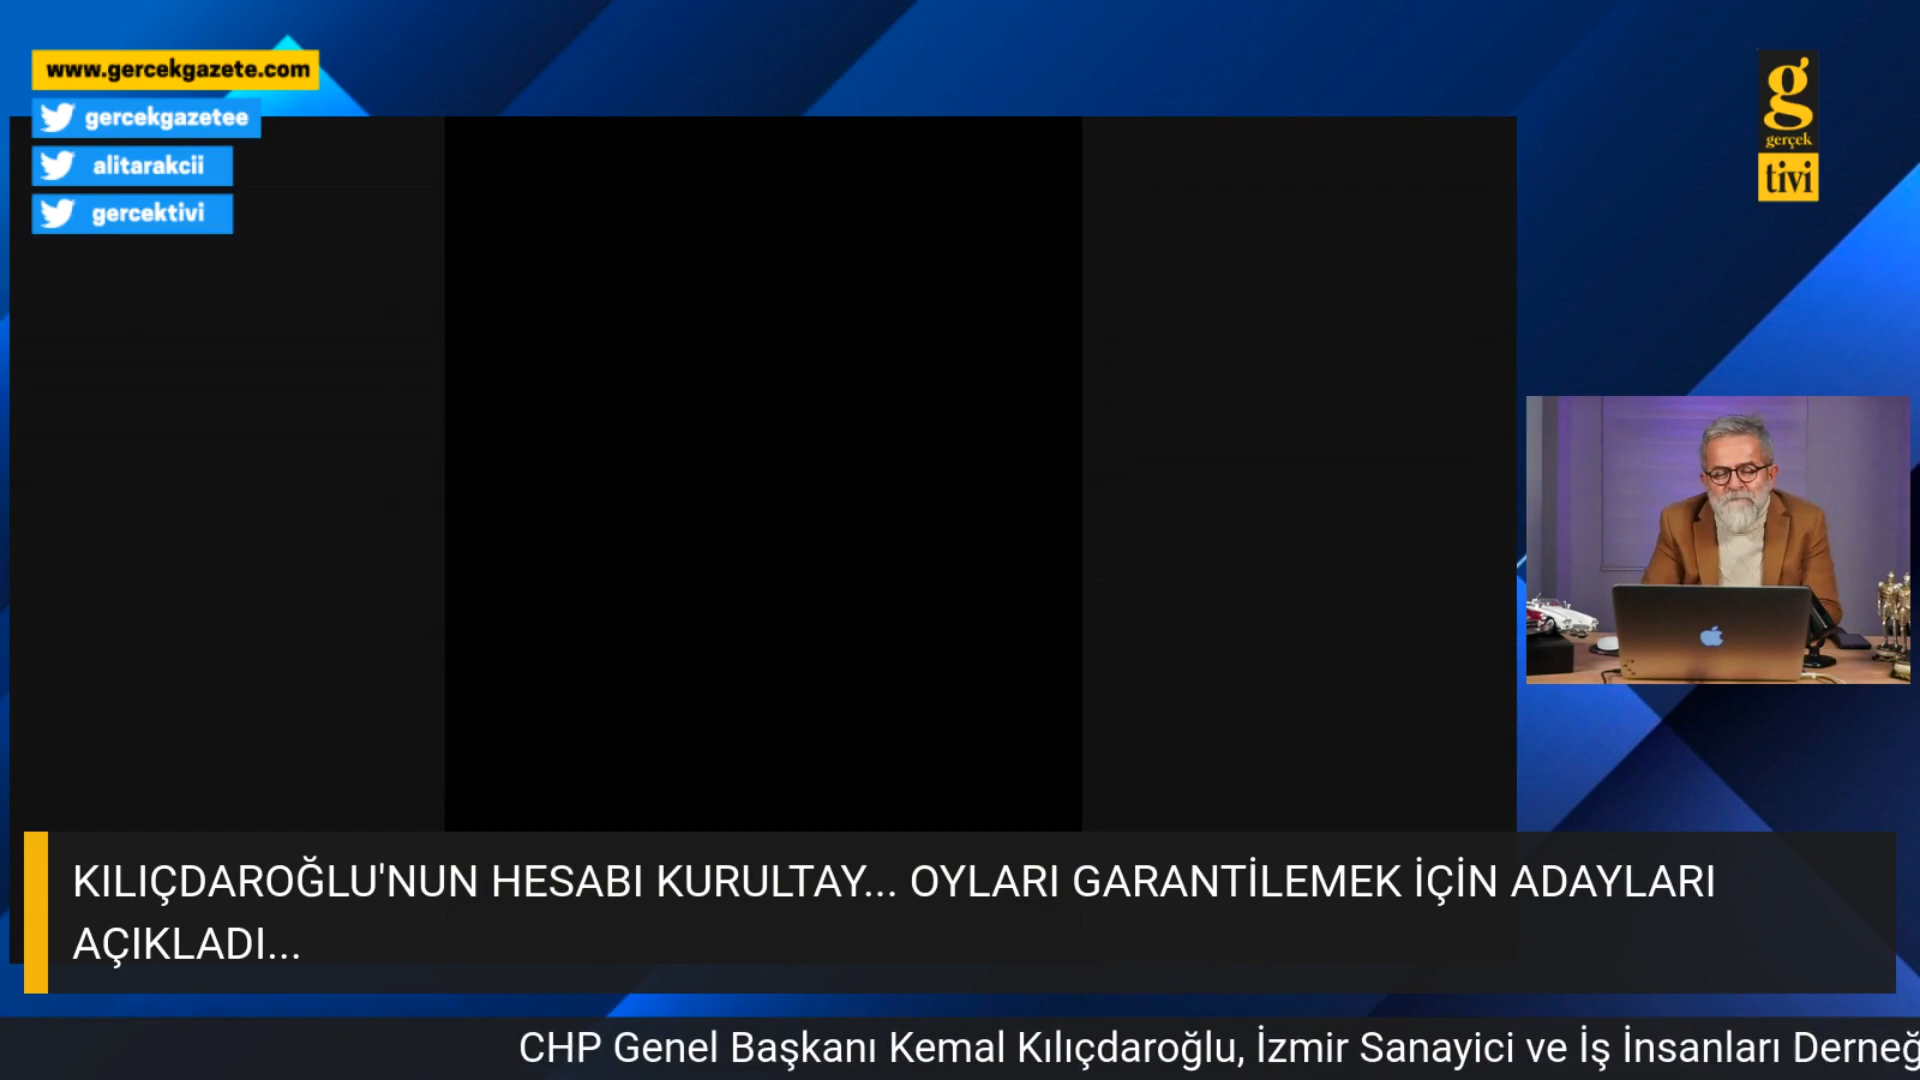 www.gercekgazete.com
gercekgazetee
alitarakcii
gercektivi
g
gerçek
tivi
KILIÇDAROĞLU'NUN HESABI KURULTAY... OYLARI GARANTİLEMEK İÇİN ADAYLARI
AÇIKLADI...
CHP Genel Başkanı Kemal Kılıçdaroğlu, İzmir Sanayici ve İş İnsanları Derneğ